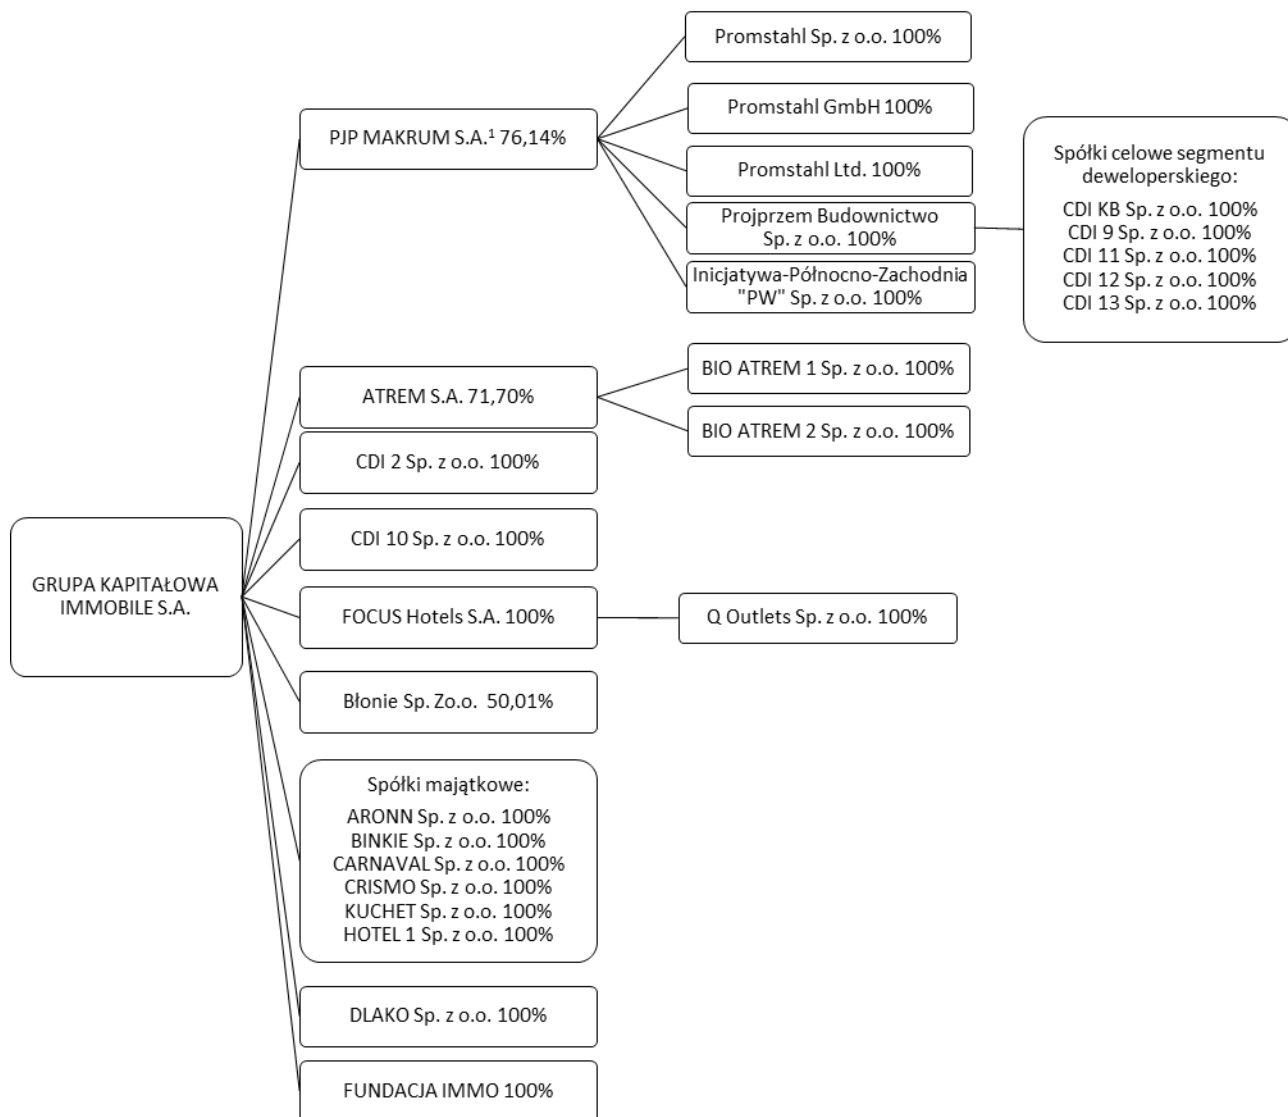 GRUPA KAPITAŁOWA
IMMOBILE S.A.
PJP MAKRUM S.A.¹ 76,14%
Promstahl Sp. z o.o. 100%
Promstahl GmbH 100%
Promstahl Ltd. 100%
Projprzem Budownictwo
Sp. z o.o. 100%
Inicjatywa-Północno-Zachodnia
"PW" Sp. z o.o. 100%
Spółki celowe segmentu
deweloperskiego:
CDI KB Sp. z o.o. 100%
CDI 9 Sp. z o.o. 100%
CDI 11 Sp. z o.o. 100%
CDI 12 Sp. z o.o. 100%
CDI 13 Sp. z o.o. 100%
ATREM S.A. 71,70%
BIO ATREM 1 Sp. z o.o. 100%
BIO ATREM 2 Sp. z o.o. 100%
CDI 2 Sp. z o.o. 100%
CDI 10 Sp. z o.o. 100%
FOCUS Hotels S.A. 100%
Q Outlets Sp. z o.o. 100%
Błonie Sp. Zo.o. 50,01%
Spółki majątkowe:
ARONN Sp. z o.o. 100%
BINKIE Sp. z o.o. 100%
CARNAVAL Sp. z o.o. 100%
CRISMO Sp. z o.o. 100%
KUCHET Sp. z o.o. 100%
HOTEL 1 Sp. z o.o. 100%
DLAKO Sp. z o.o. 100%
FUNDACJA IMMO 100%